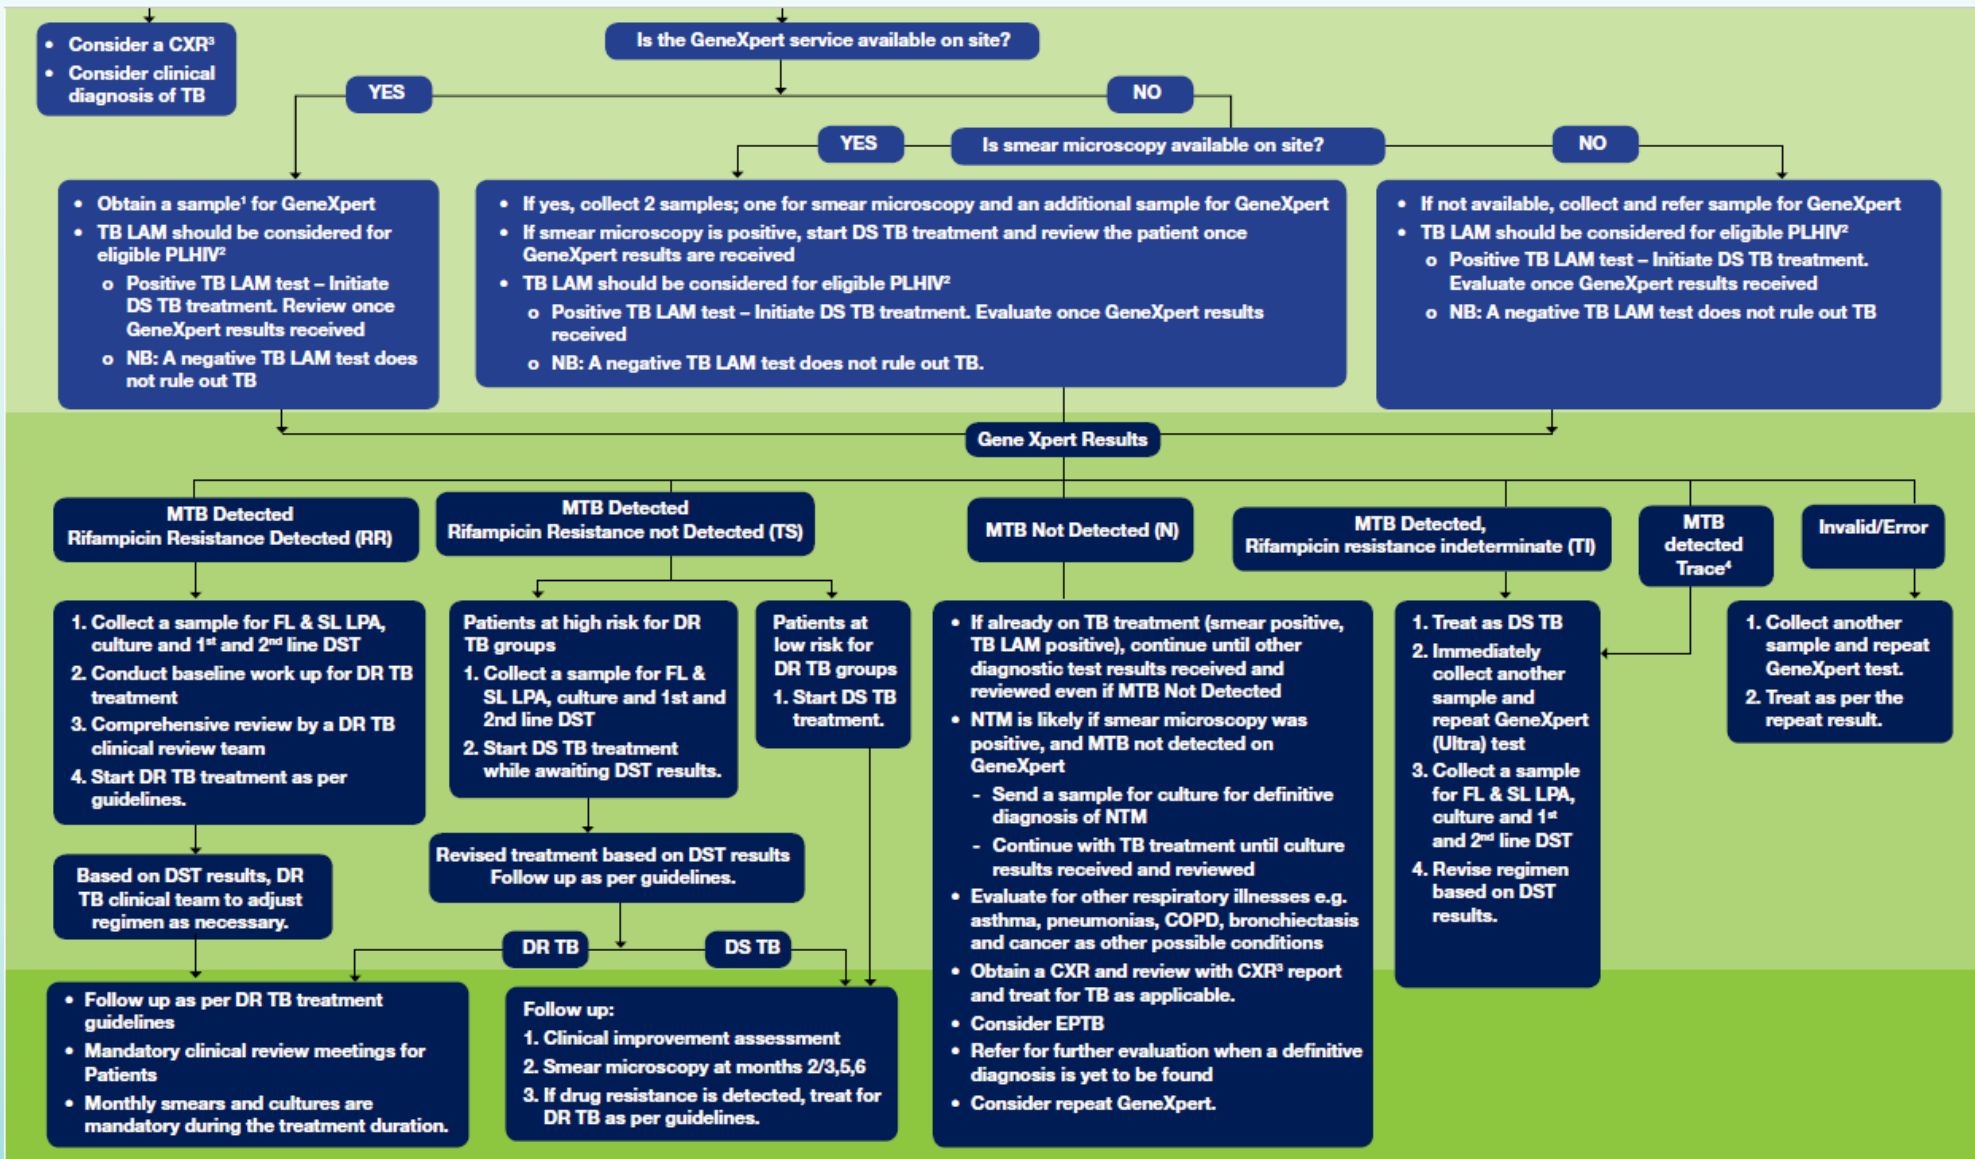 • Consider a CXR³
• Consider clinical
diagnosis of TB
Is the GeneXpert service available on site?
YES
NO
YES
Is smear microscopy available on site?
NO
• Obtain a sample¹ for GeneXpert
• TB LAM should be considered for
eligible PLHIV²
o Positive TB LAM test – Initiate
DS TB treatment. Review once
GeneXpert results received
o NB: A negative TB LAM test does
not rule out TB
• If yes, collect 2 samples; one for smear microscopy and an additional sample for GeneXpert
• If smear microscopy is positive, start DS TB treatment and review the patient once
GeneXpert results are received
• TB LAM should be considered for eligible PLHIV²
o Positive TB LAM test – Initiate DS TB treatment. Evaluate once GeneXpert results
received
o NB: A negative TB LAM test does not rule out TB.
• If not available, collect and refer sample for GeneXpert
• TB LAM should be considered for eligible PLHIV²
o Positive TB LAM test – Initiate DS TB treatment.
Evaluate once GeneXpert results received
o NB: A negative TB LAM test does not rule out TB
Gene Xpert Results
MTB Detected
Rifampicin Resistance Detected (RR)
MTB Detected
Rifampicin Resistance not Detected (TS)
MTB Not Detected (N)
MTB Detected,
Rifampicin resistance indeterminate (TI)
MTB
detected
Trace⁴
Invalid/Error
1. Collect a sample for FL & SL LPA,
culture and 1st and 2nd line DST
2. Conduct baseline work up for DR TB
treatment
3. Comprehensive review by a DR TB
clinical review team
4. Start DR TB treatment as per
guidelines.
Patients at high risk for DR
TB groups
1. Collect a sample for FL &
SL LPA, culture and 1st and
2nd line DST
2. Start DS TB treatment
while awaiting DST results.
Patients at
low risk for
DR TB groups
1. Start DS TB
treatment.
• If already on TB treatment (smear positive,
TB LAM positive), continue until other
diagnostic test results received and
reviewed even if MTB Not Detected
• NTM is likely if smear microscopy was
positive, and MTB not detected on
GeneXpert
- Send a sample for culture for definitive
diagnosis of NTM
- Continue with TB treatment until culture
results received and reviewed
• Evaluate for other respiratory illnesses e.g.
asthma, pneumonias, COPD, bronchiectasis
and cancer as other possible conditions
• Obtain a CXR and review with CXR³ report
and treat for TB as applicable.
• Consider EPTB
• Refer for further evaluation when a definitive
diagnosis is yet to be found
• Consider repeat GeneXpert.
1. Treat as DS TB
2. Immediately
collect another
sample and
repeat GeneXpert
(Ultra) test
3. Collect a sample
for FL & SL LPA,
culture and 1st
and 2nd line DST
4. Revise regimen
based on DST
results.
1. Collect another
sample and repeat
GeneXpert test.
2. Treat as per the
repeat result.
Based on DST results, DR
TB clinical team to adjust
regimen as necessary.
Revised treatment based on DST results
Follow up as per guidelines.
DR TB
DS TB
• Follow up as per DR TB treatment
guidelines
• Mandatory clinical review meetings for
Patients
• Monthly smears and cultures are
mandatory during the treatment duration.
Follow up:
1. Clinical improvement assessment
2. Smear microscopy at months 2/3,5,6
3. If drug resistance is detected, treat for
DR TB as per guidelines.